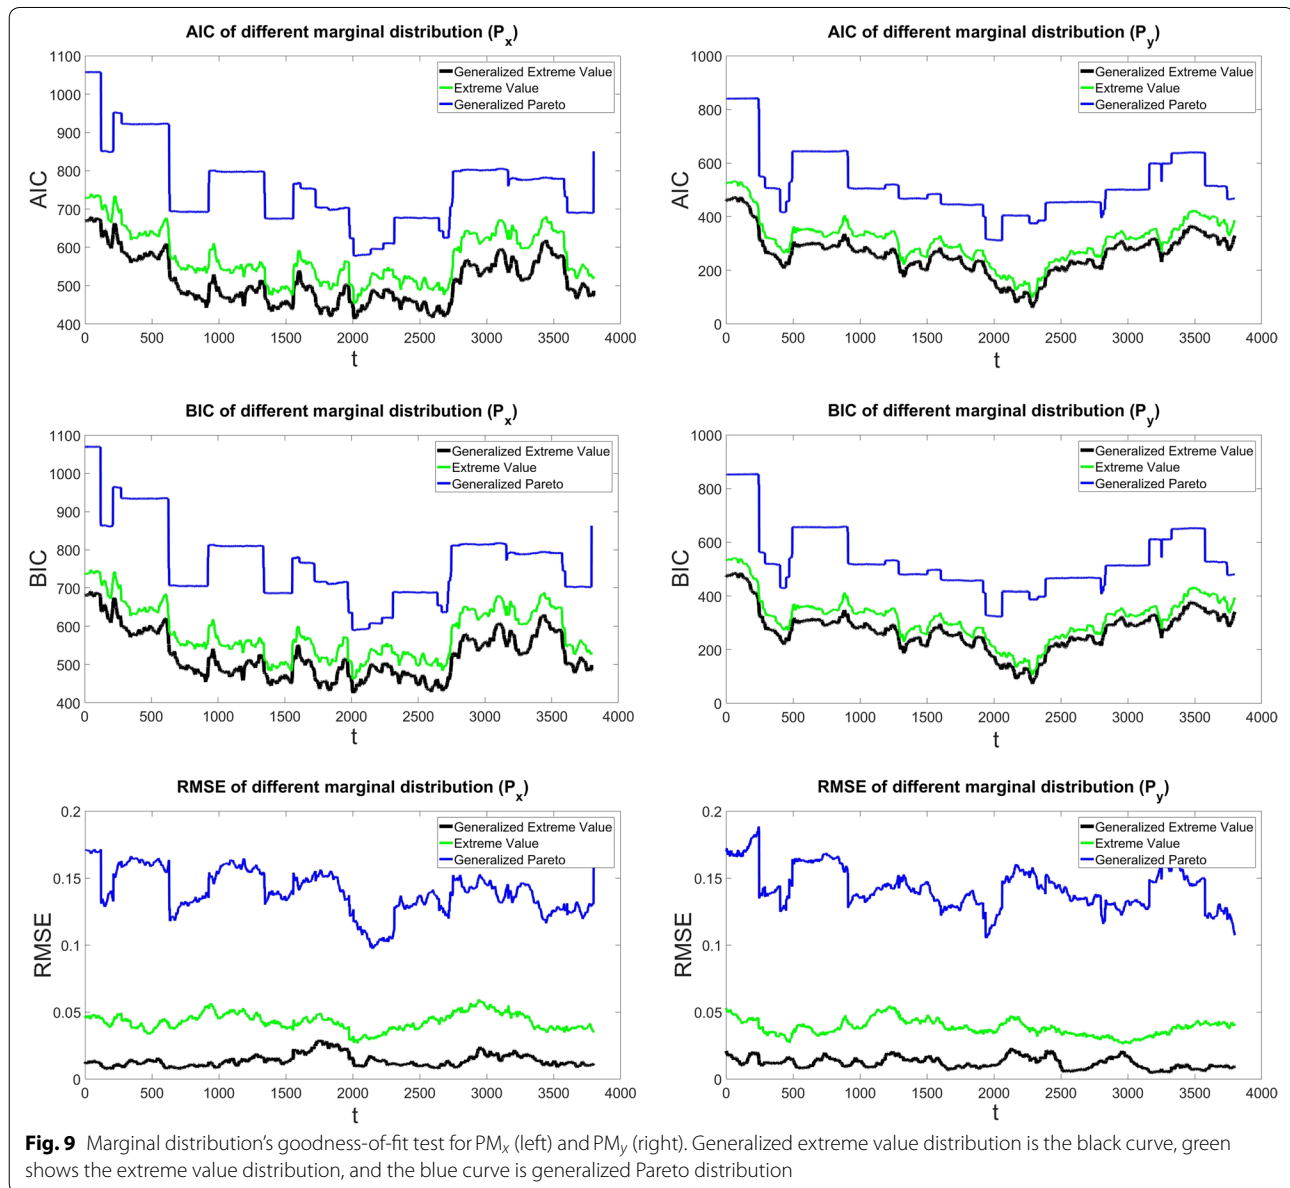 AIC of different marginal distribution (Px)
1100
1000
900
800
700
600
500
400
AIC
0 500 1000 1500 2000 2500 3000 3500 4000
t
Generalized Extreme Value
Extreme Value
Generalized Pareto
AIC of different marginal distribution (Py)
1000
800
600
400
200
0
AIC
0 500 1000 1500 2000 2500 3000 3500 4000
t
Generalized Extreme Value
Extreme Value
Generalized Pareto
BIC of different marginal distribution (Px)
1100
1000
900
800
700
600
500
400
BIC
0 500 1000 1500 2000 2500 3000 3500 4000
t
Generalized Extreme Value
Extreme Value
Generalized Pareto
BIC of different marginal distribution (Py)
1000
800
600
400
200
0
BIC
0 500 1000 1500 2000 2500 3000 3500 4000
t
Generalized Extreme Value
Extreme Value
Generalized Pareto
RMSE of different marginal distribution (Px)
0.2
0.15
0.1
0.05
0
RMSE
0 500 1000 1500 2000 2500 3000 3500 4000
t
Generalized Extreme Value
Extreme Value
Generalized Pareto
RMSE of different marginal distribution (Py)
0.2
0.15
0.1
0.05
0
RMSE
0 500 1000 1500 2000 2500 3000 3500 4000
t
Generalized Extreme Value
Extreme Value
Generalized Pareto
Fig. 9 Marginal distribution's goodness-of-fit test for PMx (left) and PMy (right). Generalized extreme value distribution is the black curve, green
shows the extreme value distribution, and the blue curve is generalized Pareto distribution